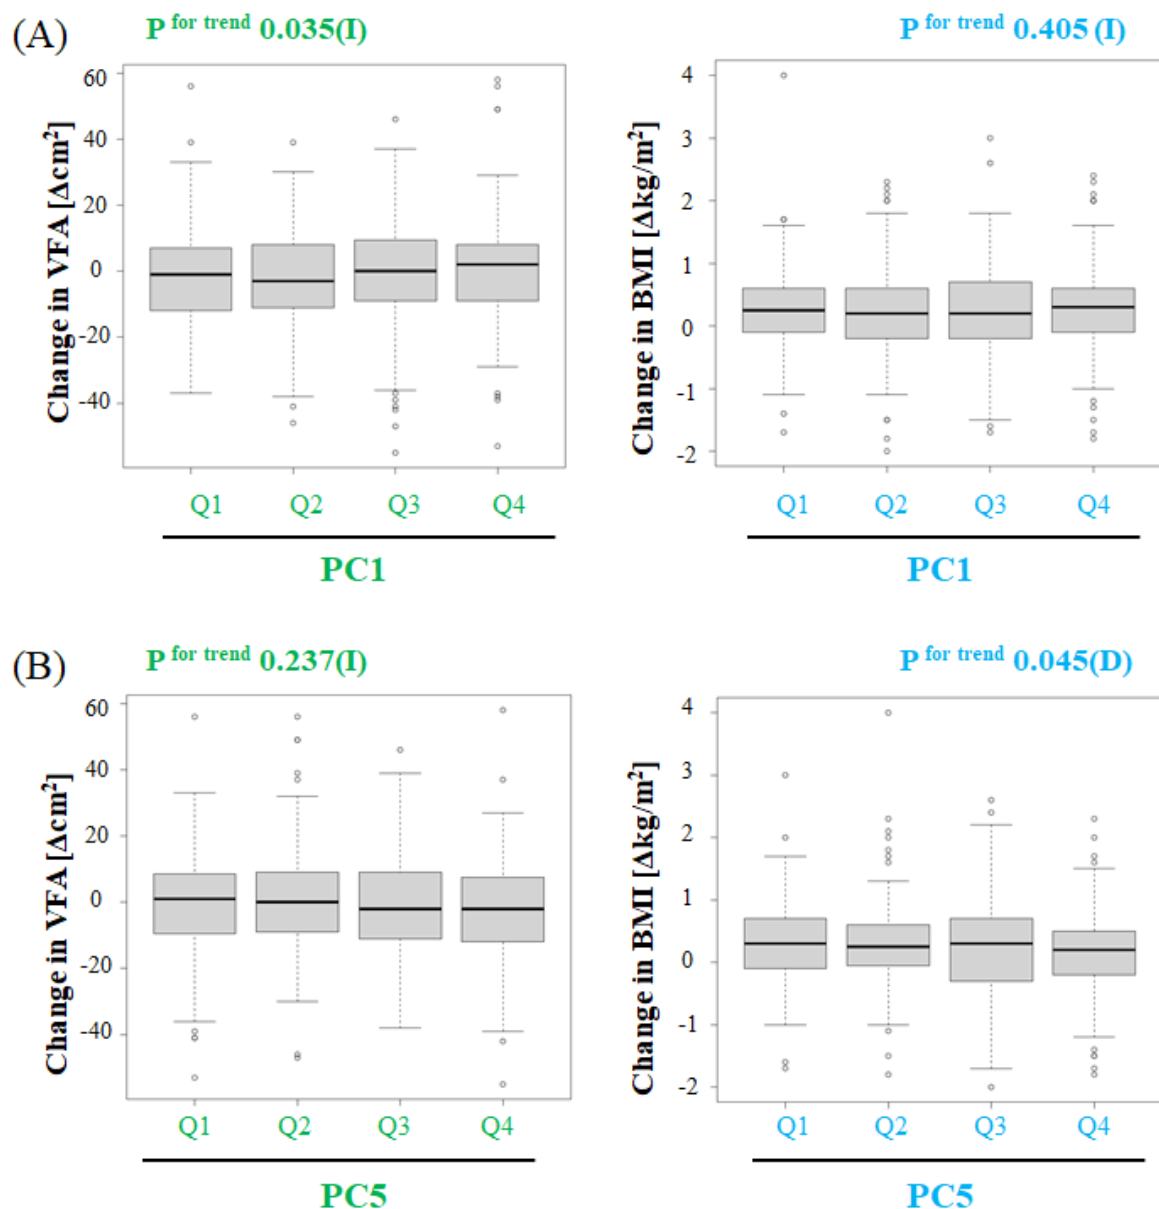 (A)
P for trend 0.035(I)
P for trend 0.405 (I)
Change in VFA [Δcm²]
60
40
20
0
-20
-40
Q1 Q2 Q3 Q4
PC1
Change in BMI [Δkg/m²]
4
3
2
1
0
-1
-2
Q1 Q2 Q3 Q4
PC1
(B)
P for trend 0.237(I)
P for trend 0.045(D)
Change in VFA [Δcm²]
60
40
20
0
-20
-40
Q1 Q2 Q3 Q4
PC5
Change in BMI [Δkg/m²]
4
3
2
1
0
-1
-2
Q1 Q2 Q3 Q4
PC5